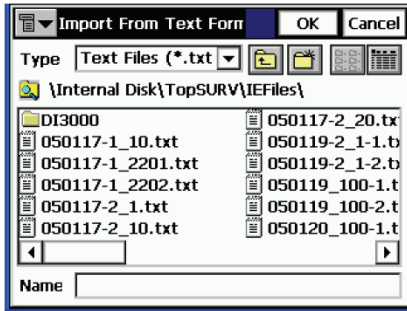 Import From Text Form OK Cancel
Type Text Files (*.txt
\Internal Disk\TopSURV\IEFiles\
DI3000 050117-2_20.tx
050117-1_10.txt 050119-2_1-1.tx
050117-1_2201.txt 050119-2_1-2.tx
050117-1_2202.txt 050119_100-1.t
050117-2_1.txt 050119_100-2.t
050117-2_10.txt 050120_100-1.t
Name